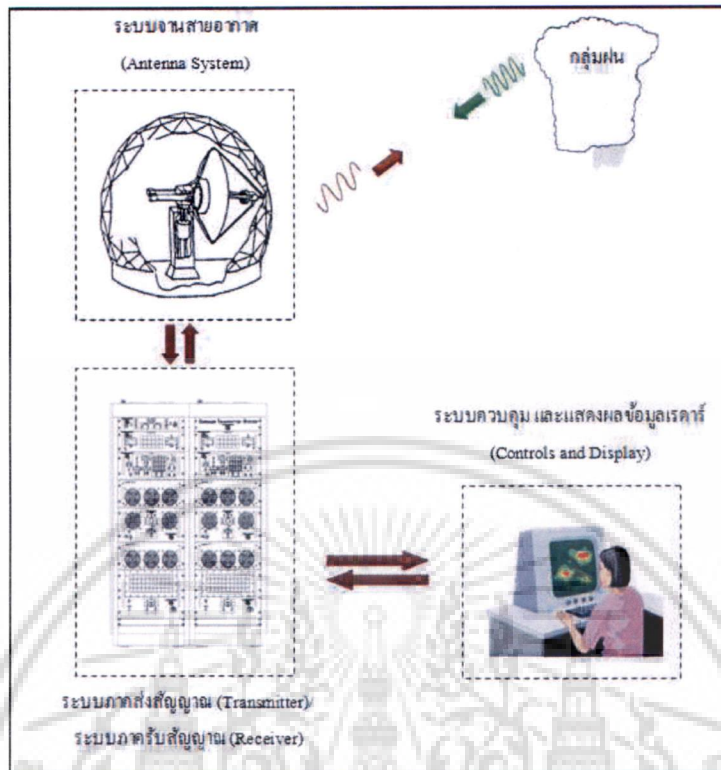 ระบบจานสายอากาศ
(Antenna System)
กลุ่มฝน
ระบบควบคุม และแสดงผลข้อมูลเรดาร์
(Controls and Display)
ระบบภาคส่งสัญญาณ (Transmitter)/
ระบบภาครับสัญญาณ (Receiver)